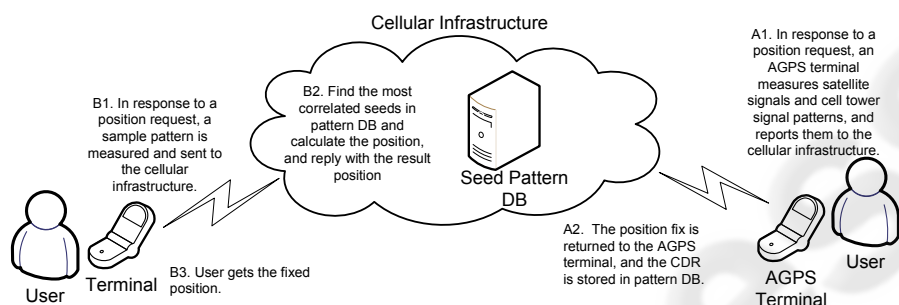 Cellular Infrastructure
A1. In response to a
position request, an
AGPS terminal
measures satellite
signals and cell tower
signal patterns, and
reports them to the
cellular infrastructure.
B1. In response to a
position request, a
sample pattern is
measured and sent to
the cellular
infrastructure.
B2. Find the most
correlated seeds in
pattern DB and
calculate the position,
and reply with the result
position
Seed Pattern
DB
A2. The position fix is
returned to the AGPS
terminal, and the CDR
is stored in pattern DB.
B3. User gets the fixed
position.
User
Terminal
AGPS
Terminal
User